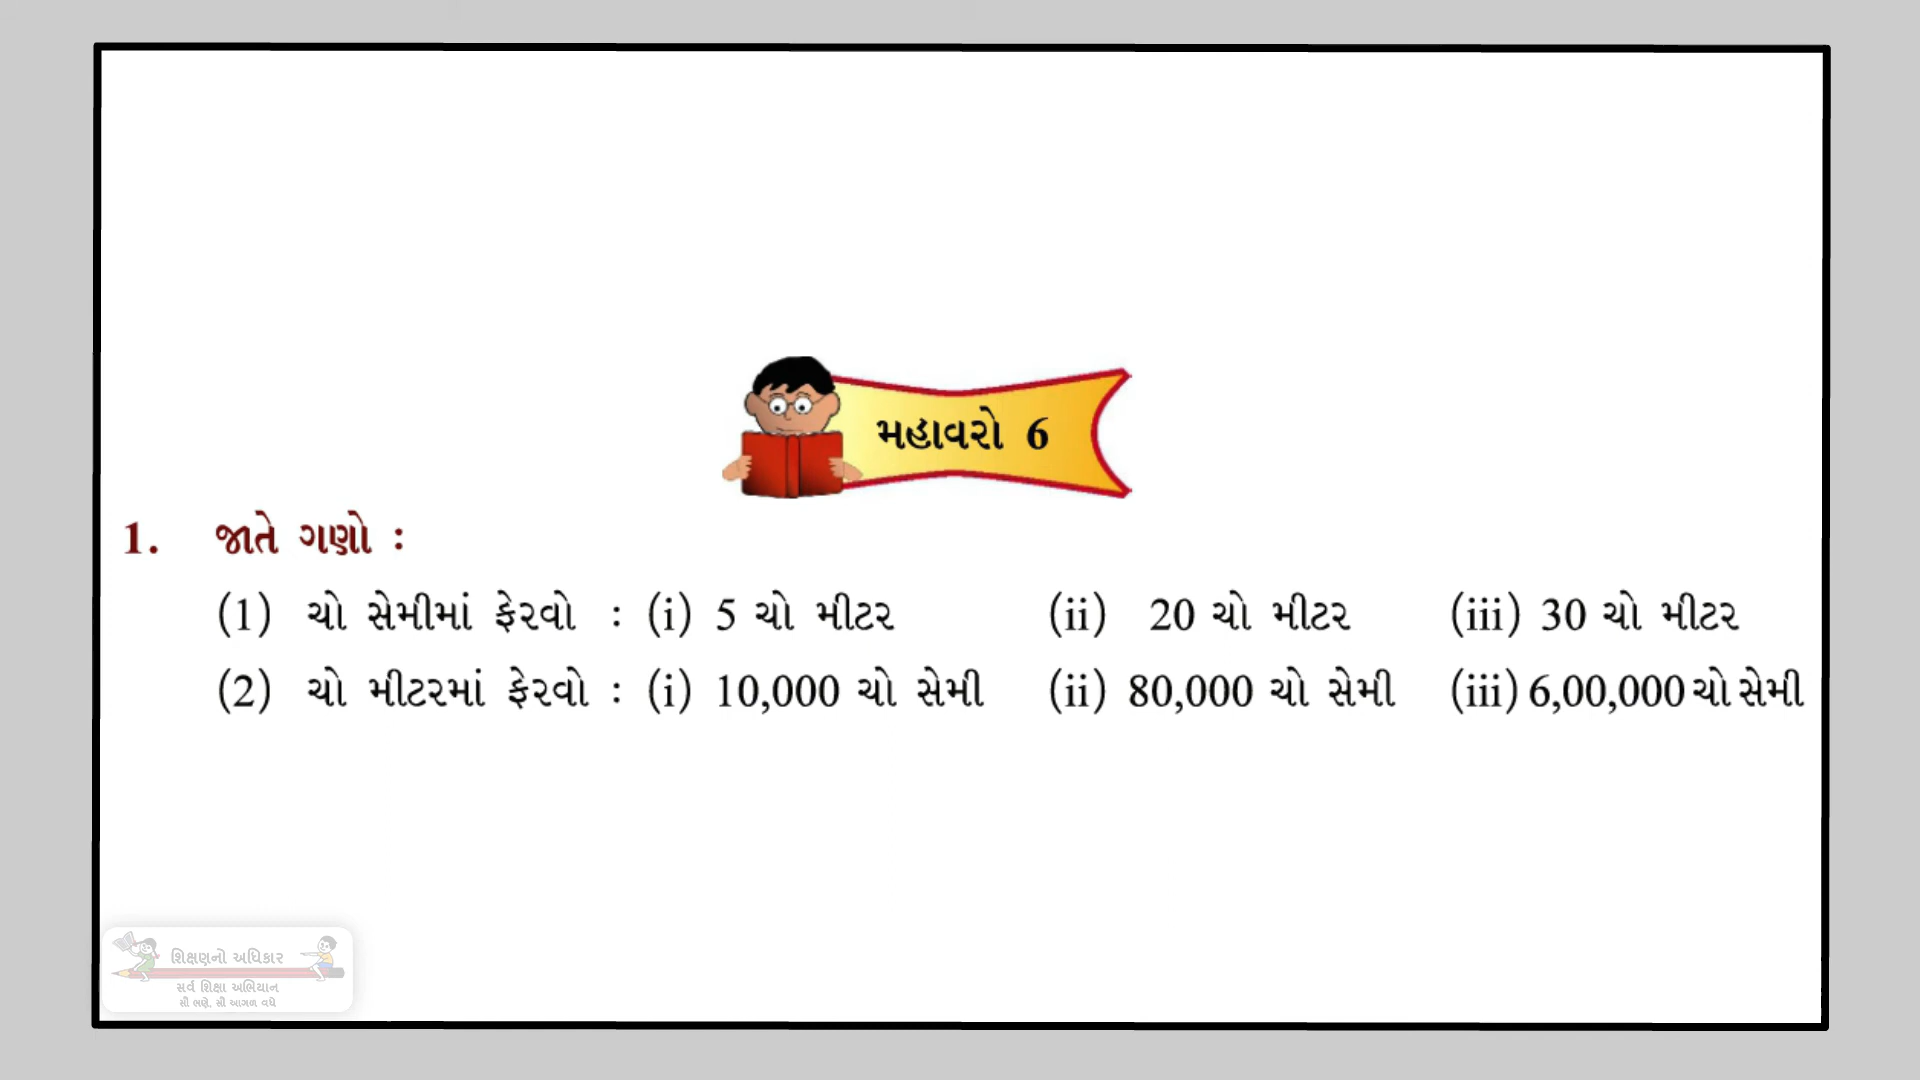 મહાવરો 6
1. જાતે ગણો :
(1) ચો સેમીમાં ફેરવો : (i) 5 ચો મીટર (ii) 20 ચો મીટર (iii) 30 ચો મીટર
(2) ચો મીટરમાં ફેરવો : (i) 10,000 ચો સેમી (ii) 80,000 ચો સેમી (iii) 6,00,000 ચો સેમી
શિક્ષણનો અધિકાર
સર્વ શિક્ષા અભિયાન
સૌ ભણે, સૌ આગળ વધે